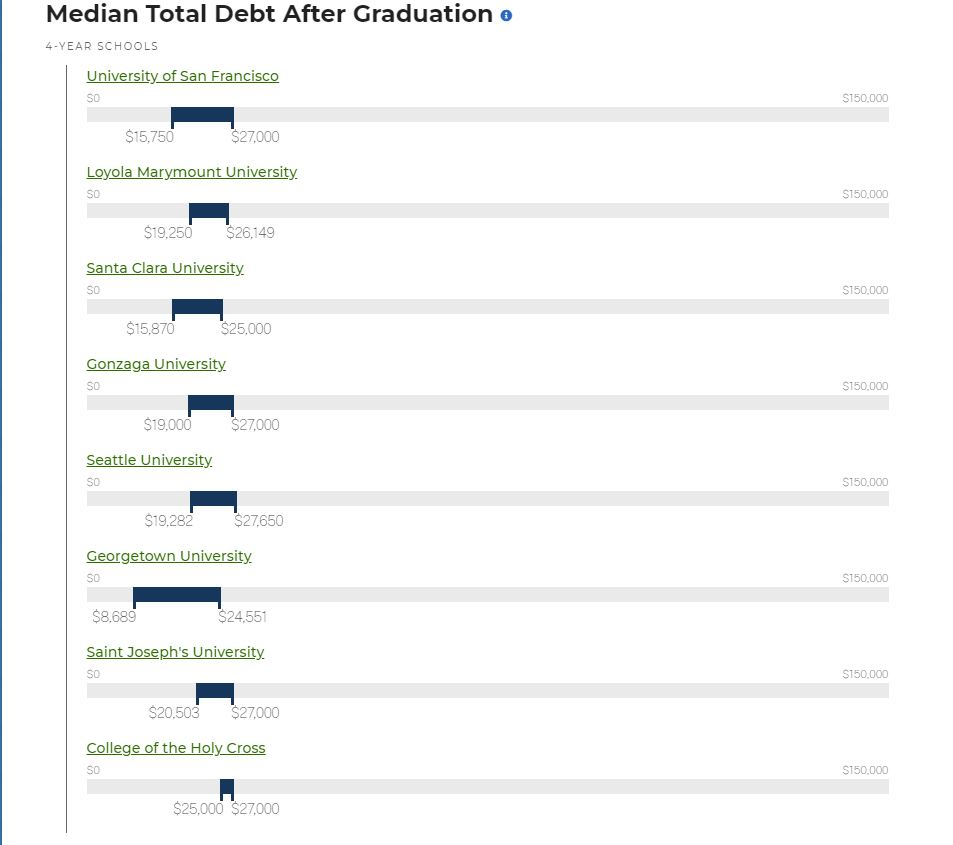 Median Total Debt After Graduation
4-YEAR SCHOOLS
University of San Francisco
$0 $150,000
$15,750 $27,000
Loyola Marymount University
$0 $150,000
$19,250 $26,149
Santa Clara University
$0 $150,000
$15,870 $25,000
Gonzaga University
$0 $150,000
$19,000 $27,000
Seattle University
$0 $150,000
$19,282 $27,650
Georgetown University
$0 $150,000
$8,689 $24,551
Saint Joseph's University
$0 $150,000
$20,503 $27,000
College of the Holy Cross
$0 $150,000
$25,000 $27,000